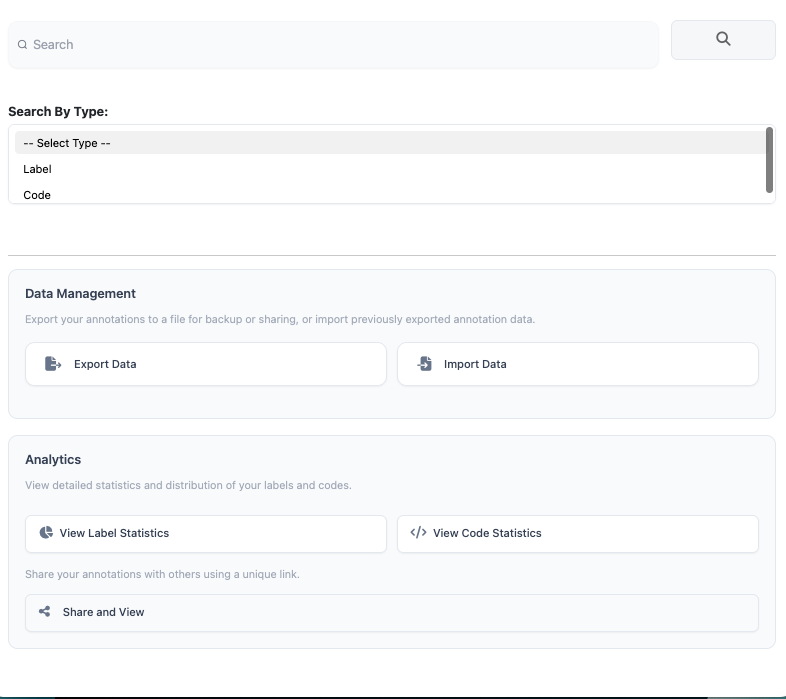 Search
Search By Type:
-- Select Type --
Label
Code
Data Management
Export your annotations to a file for backup or sharing, or import previously exported annotation data.
Export Data
Import Data
Analytics
View detailed statistics and distribution of your labels and codes.
View Label Statistics
View Code Statistics
Share your annotations with others using a unique link.
Share and View